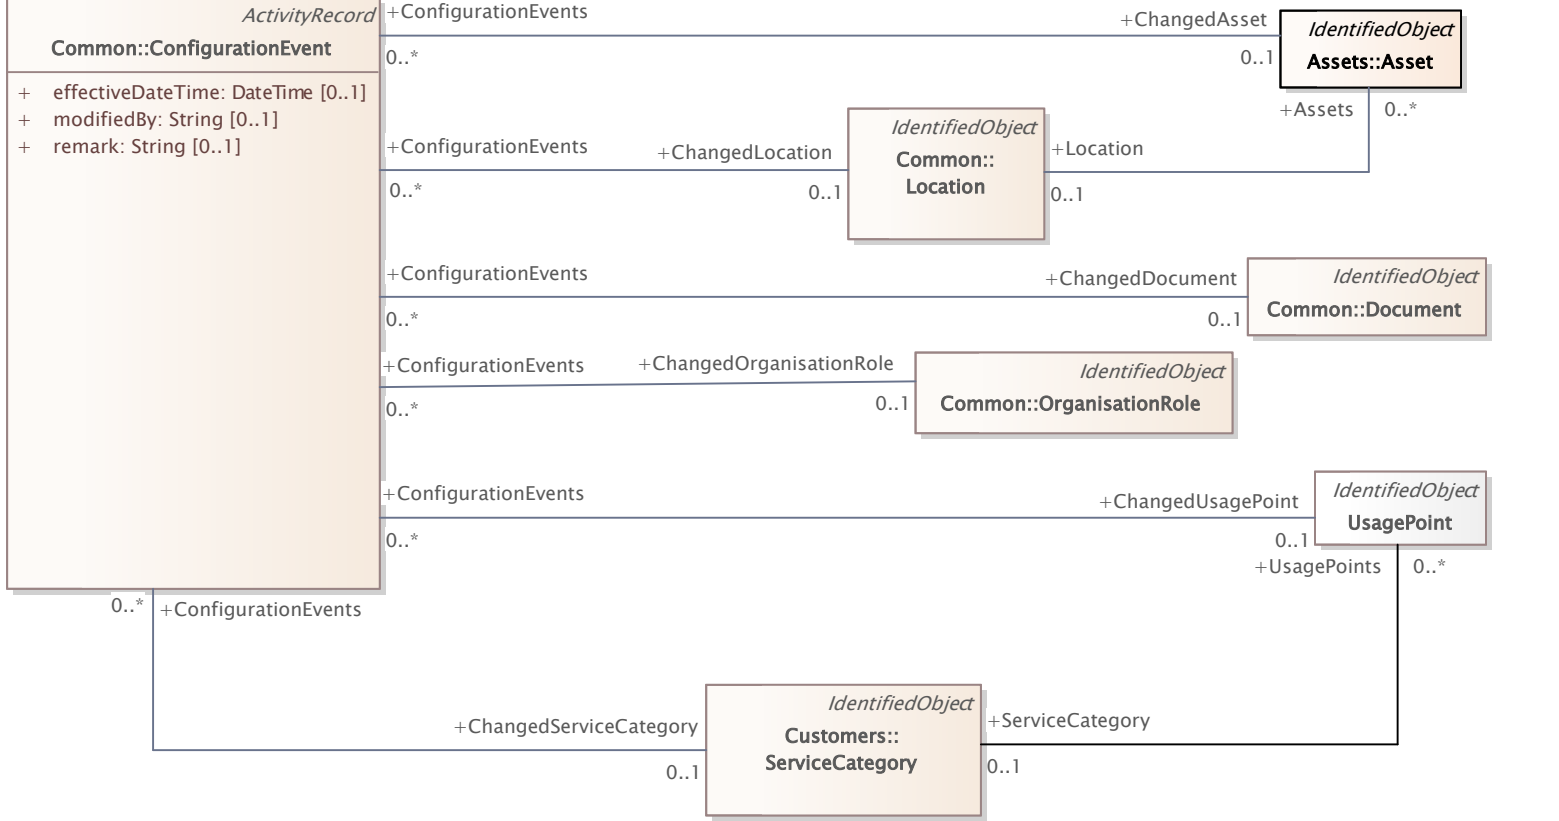 ActivityRecord
Common::ConfigurationEvent
+ effectiveDateTime: DateTime [0..1]
+ modifiedBy: String [0..1]
+ remark: String [0..1]
+ConfigurationEvents
0..*
+ChangedAsset
0..1
IdentifiedObject
Assets::Asset
+Assets
0..*
+ConfigurationEvents
0..*
+ChangedLocation
0..1
IdentifiedObject
Common::
Location
+Location
0..1
+ConfigurationEvents
0..*
+ChangedDocument
0..1
IdentifiedObject
Common::Document
+ConfigurationEvents
0..*
+ChangedOrganisationRole
0..1
IdentifiedObject
Common::OrganisationRole
+ConfigurationEvents
0..*
+ChangedUsagePoint
0..1
IdentifiedObject
UsagePoint
+UsagePoints
0..*
0..*
+ConfigurationEvents
+ChangedServiceCategory
0..1
IdentifiedObject
Customers::
ServiceCategory
+ServiceCategory
0..1